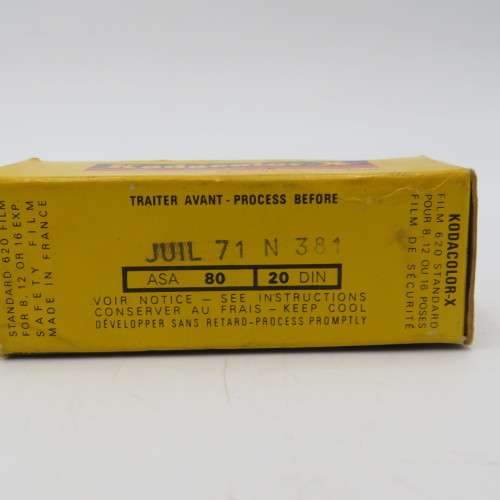 Kodacolor-X
TRAITER AVANT - PROCESS BEFORE
JUIL 71 N 381
ASA 80 20 DIN
VOIR NOTICE — SEE INSTRUCTIONS
CONSERVER AU FRAIS - KEEP COOL
DÉVELOPPER SANS RETARD - PROCESS PROMPTLY
STANDARD 620 FILM
FOR 8, 12 OR 16 EXP.
SAFETY FILM
MADE IN FRANCE
KODACOLOR-X
FILM 620 STANDARD
POUR 8, 12 OU 16 POSES
FILM DE SÉCURITÉ